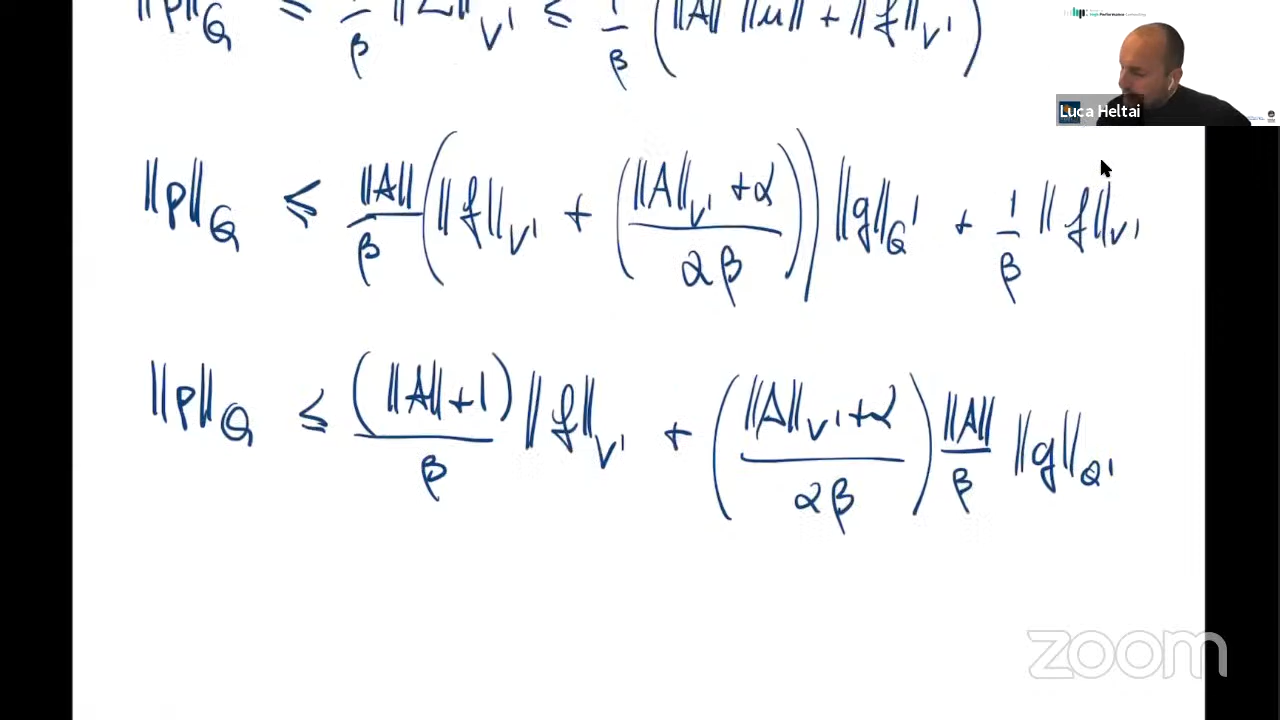 ‖p‖_Q ≤ 1/β ‖L‖_V' ≤ 1/β (‖A‖ ‖u‖ + ‖f‖_V')
Luca Heltai
‖p‖_Q ≤ ‖A‖/β (‖f‖_V' + ((‖A‖_V' + α)/(αβ))) ‖g‖_Q' + 1/β ‖f‖_V'
‖p‖_Q ≤ (‖A‖+1)/β ‖f‖_V' + ((‖A‖_V' + α)/(αβ)) ‖A‖/β ‖g‖_Q'
zoom